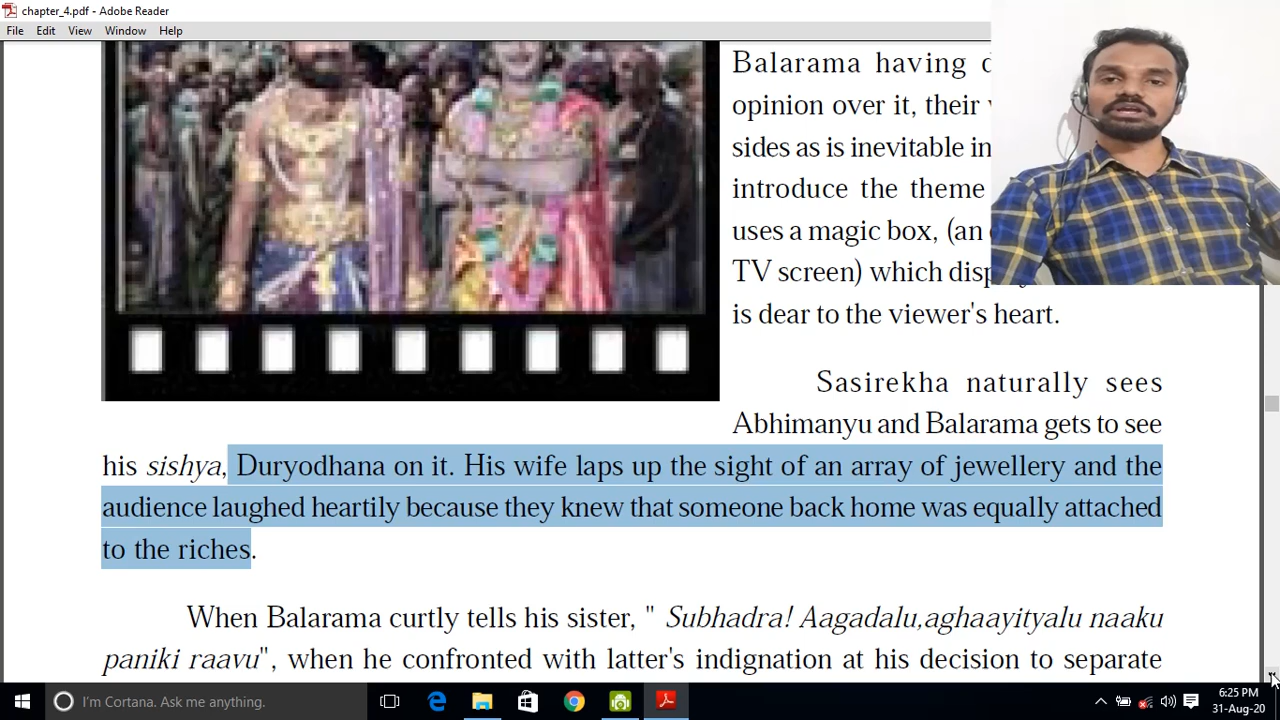 chapter_4.pdf - Adobe Reader
File Edit View Window Help
Balarama having
opinion over it, their
sides as is inevitable in
introduce the theme
uses a magic box, (an
TV screen) which
is dear to the viewer's heart.
Sasirekha naturally sees
Abhimanyu and Balarama gets to see
his sishya, Duryodhana on it. His wife laps up the sight of an array of jewellery and the
audience laughed heartily because they knew that someone back home was equally attached
to the riches.
When Balarama curtly tells his sister, " Subhadra! Aagadalu,aghaayityalu naaku
paniki raavu", when he confronted with latter's indignation at his decision to separate
I'm Cortana. Ask me anything.
6:25 PM
31-Aug-20